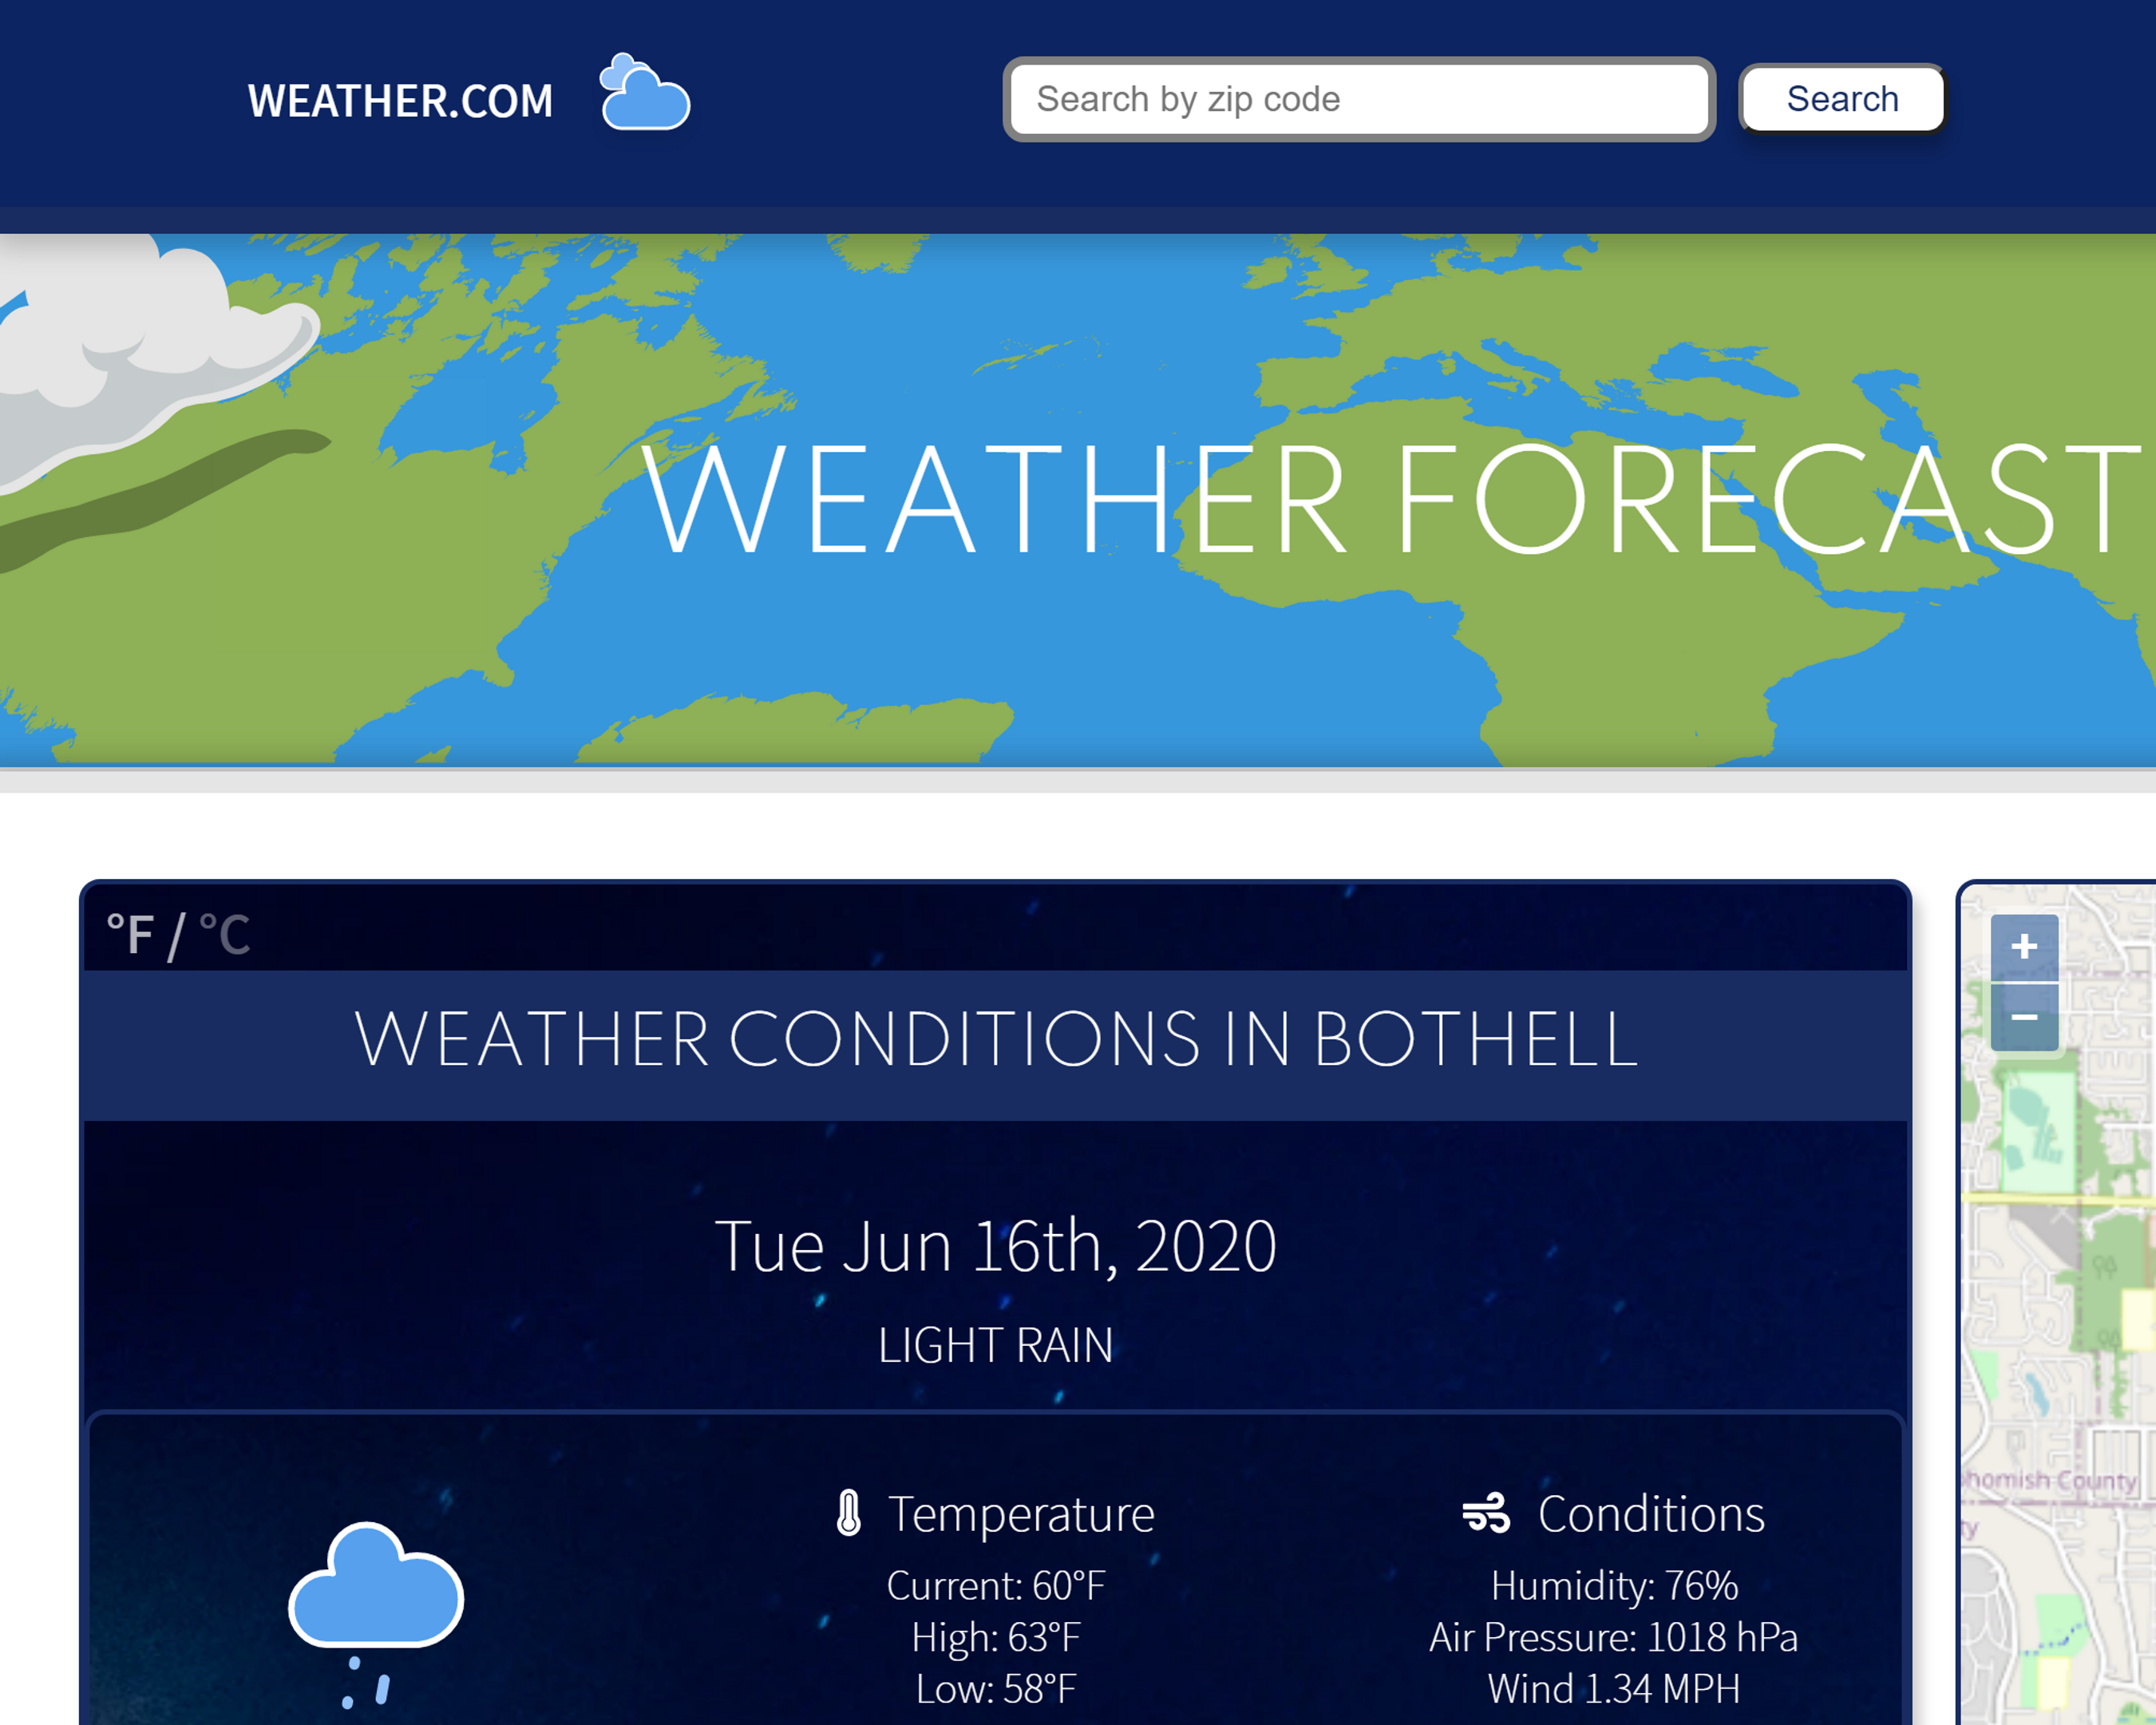 WEATHER.COM
Search by zip code
Search
WEATHER FORECAST
°F / °C
WEATHER CONDITIONS IN BOTHELL
Tue Jun 16th, 2020
LIGHT RAIN
Temperature
Current: 60°F
High: 63°F
Low: 58°F
Conditions
Humidity: 76%
Air Pressure: 1018 hPa
Wind 1.34 MPH
+
−
homish County
ty